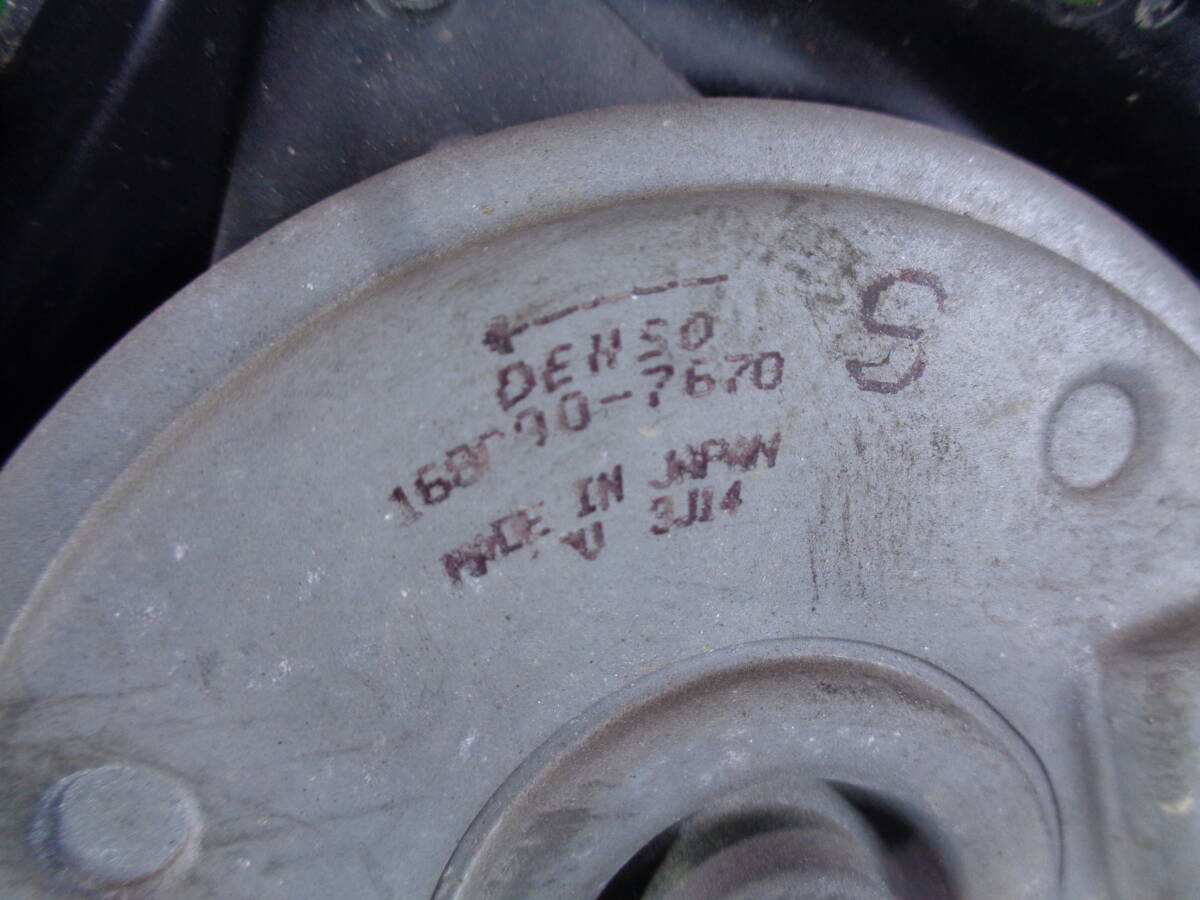 DENSO
168000-7670
S
MADE IN JAPAN
3J14